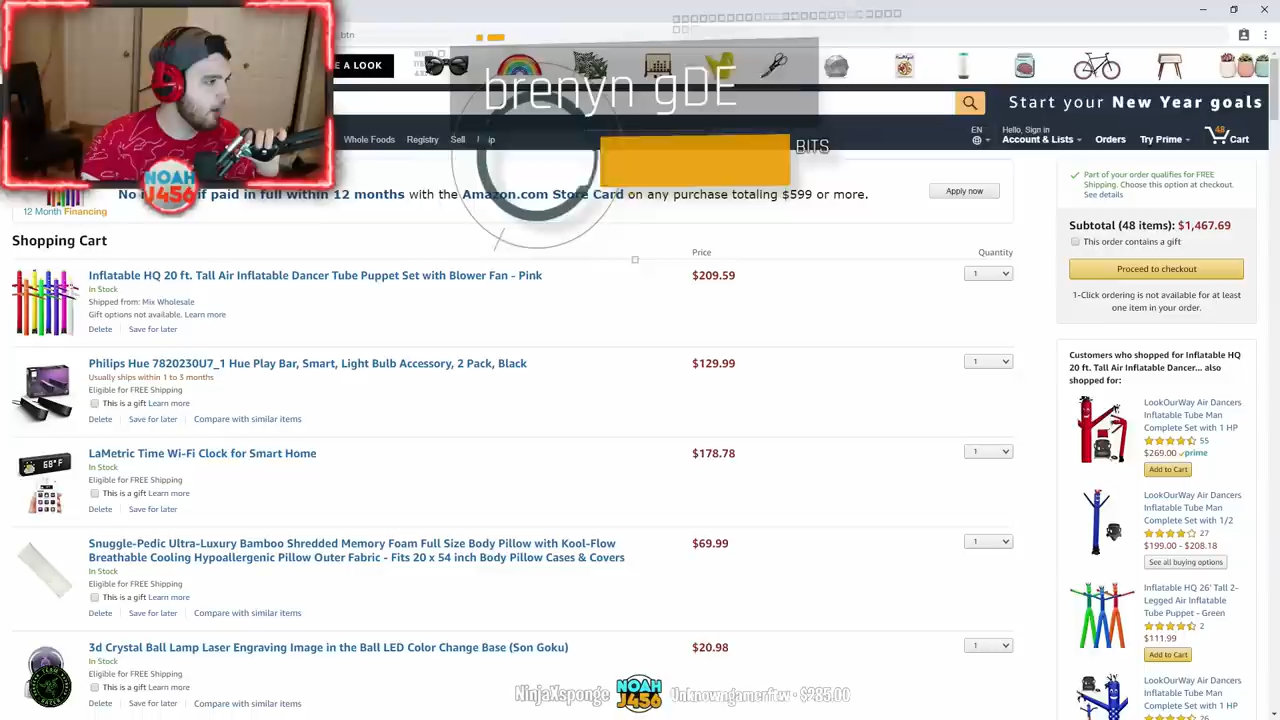 _btn
E A LOOK
brenyn gDE
BITS
Start your New Year goals
Whole Foods
Registry
Sell
EN
Hello, Sign in
Account & Lists
Orders
Try Prime
48
Cart
NOAH
J456
if paid in full within 12 months with the Amazon.com Store Card on any purchase totaling $599 or more.
12 Month Financing
Apply now
Part of your order qualifies for FREE
Shipping. Choose this option at checkout.
See details
Subtotal (48 items): $1,467.69
This order contains a gift
Proceed to checkout
1-Click ordering is not available for at least
one item in your order.
Shopping Cart
Price
Quantity
Inflatable HQ 20 ft. Tall Air Inflatable Dancer Tube Puppet Set with Blower Fan - Pink
$209.59
1
In Stock
Shipped from: Mix Wholesale
Gift options not available. Learn more
Delete
Save for later
Philips Hue 7820230U7_1 Hue Play Bar, Smart, Light Bulb Accessory, 2 Pack, Black
$129.99
1
Usually ships within 1 to 3 months
Eligible for FREE Shipping
This is a gift Learn more
Delete
Save for later
Compare with similar items
LaMetric Time Wi-Fi Clock for Smart Home
$178.78
1
In Stock
Eligible for FREE Shipping
This is a gift Learn more
Delete
Save for later
68°F
Snuggle-Pedic Ultra-Luxury Bamboo Shredded Memory Foam Full Size Body Pillow with Kool-Flow
Breathable Cooling Hypoallergenic Pillow Outer Fabric - Fits 20 x 54 inch Body Pillow Cases & Covers
$69.99
1
In Stock
Eligible for FREE Shipping
This is a gift Learn more
Delete
Save for later
Compare with similar items
3d Crystal Ball Lamp Laser Engraving Image in the Ball LED Color Change Base (Son Goku)
$20.98
1
In Stock
Eligible for FREE Shipping
This is a gift Learn more
Delete
Save for later
Compare with similar items
Customers who shopped for Inflatable HQ
20 ft. Tall Air Inflatable Dancer... also
shopped for:
LookOurWay Air Dancers
Inflatable Tube Man
Complete Set with 1 HP
55
$269.00 prime
Add to Cart
LookOurWay Air Dancers
Inflatable Tube Man
Complete Set with 1/2
27
$199.00 - $208.18
See all buying options
Inflatable HQ 26' Tall 2-
Legged Air Inflatable
Tube Puppet - Green
2
$111.99
Add to Cart
LookOurWay Air Dancers
Inflatable Tube Man
26
NinjaXsponge
NOAH
J456
Unknowngamerftw - $285.00